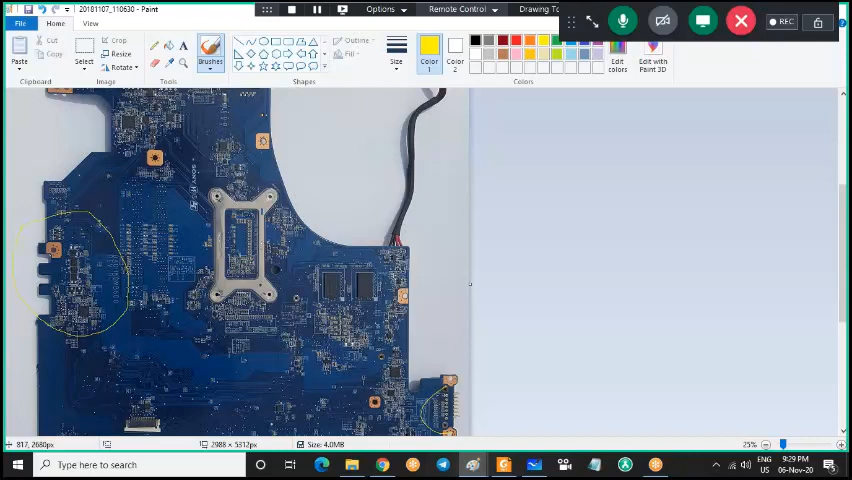 20181107_110630 - Paint
Options
Remote Control
REC
File
Home
View
Cut
Copy
Paste
Select
Crop
Resize
Rotate
Tools
Brushes
Shapes
Outline
Fill
Size
Color 1
Color 2
Colors
Edit colors
Edit with Paint 3D
Clipboard
Image
817, 2680px
2988 × 5312px
Size: 4.0MB
25%
Type here to search
ENG
US
9:29 PM
06-Nov-20